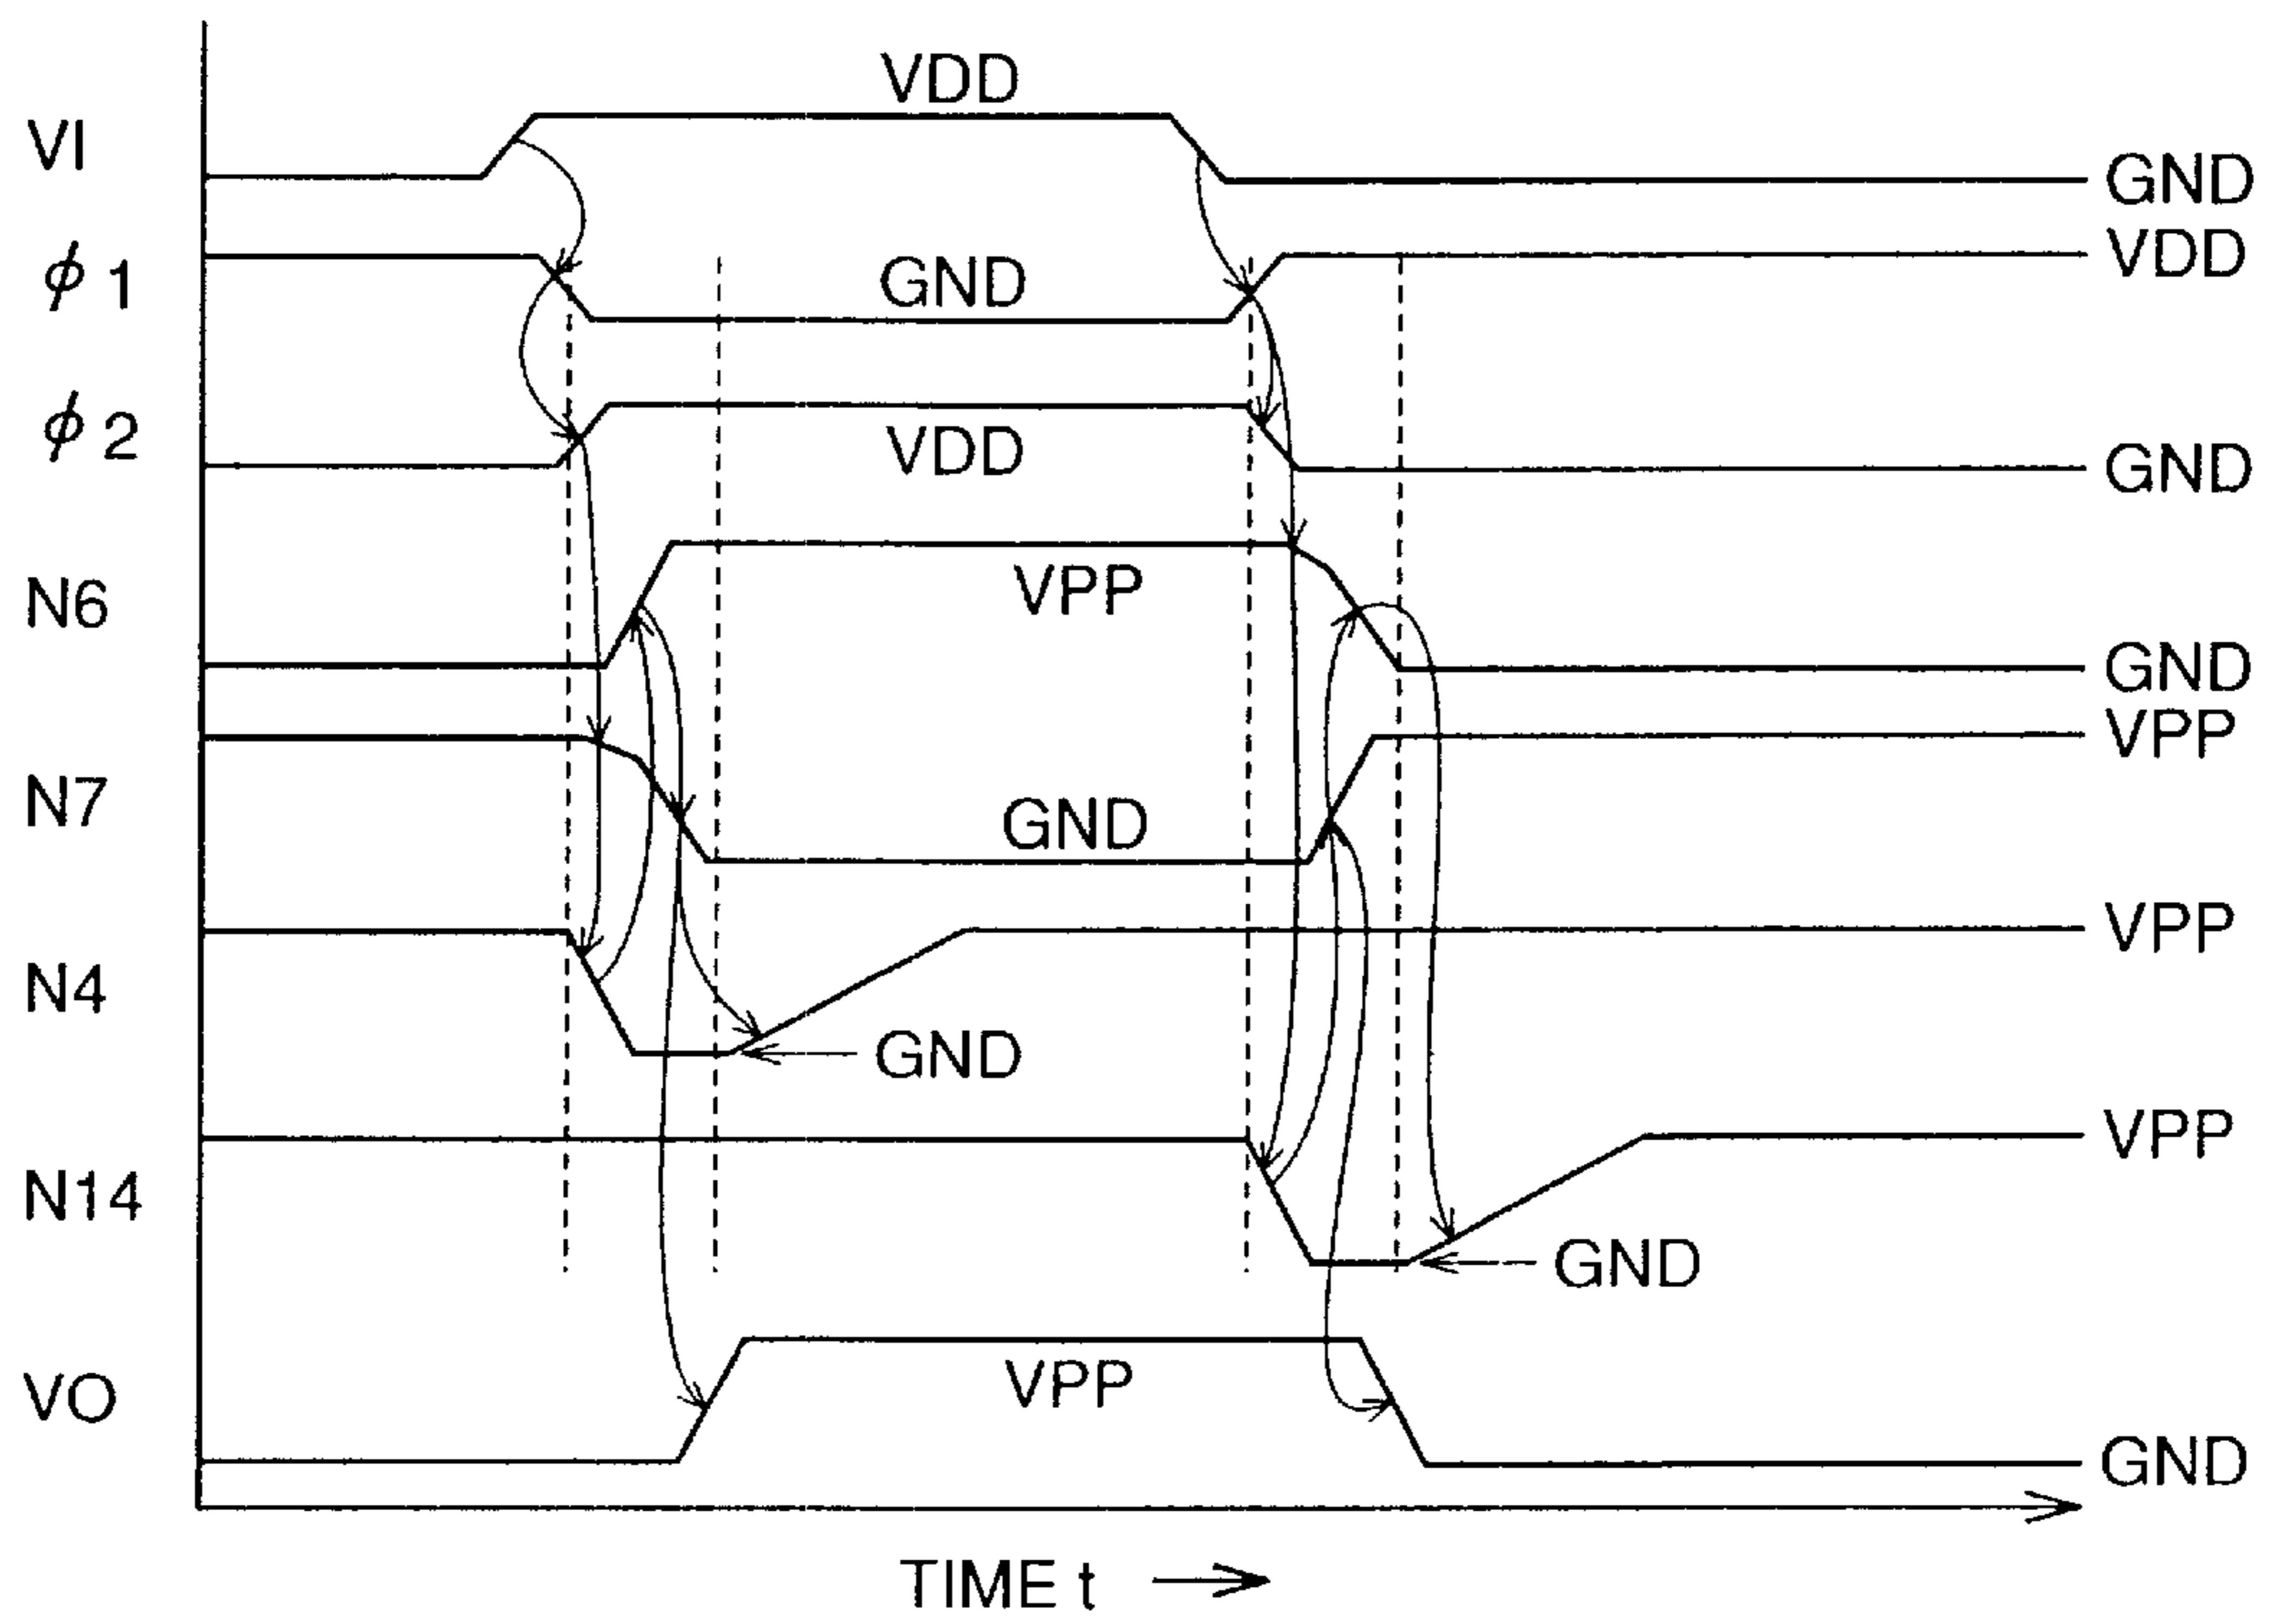 VDD
VI
GND
ϕ1
GND
VDD
ϕ2
VDD
GND
N6
VPP
GND
N7
GND
VPP
N4
GND
VPP
N14
GND
VPP
VO
VPP
GND
TIME t